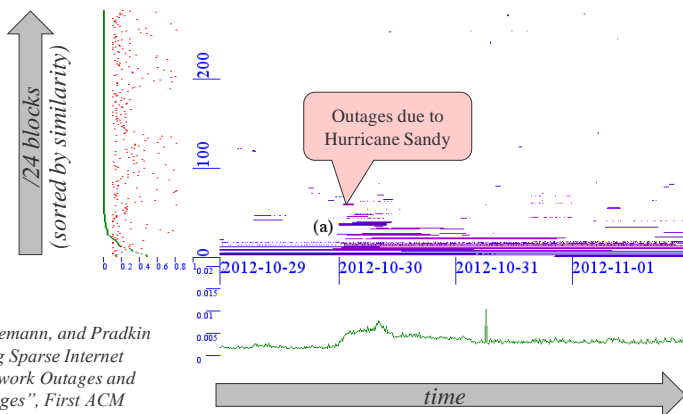 /24 blocks
(sorted by similarity)
200
100
0
Outages due to
Hurricane Sandy
(a)
0 0.2 0.4 0.6 0.8 1
2012-10-29 2012-10-30 2012-10-31 2012-11-01
0.02
0.015
0.01
0.005
0
emann, and Pradkin
g Sparse Internet
work Outages and
ges”, First ACM
time